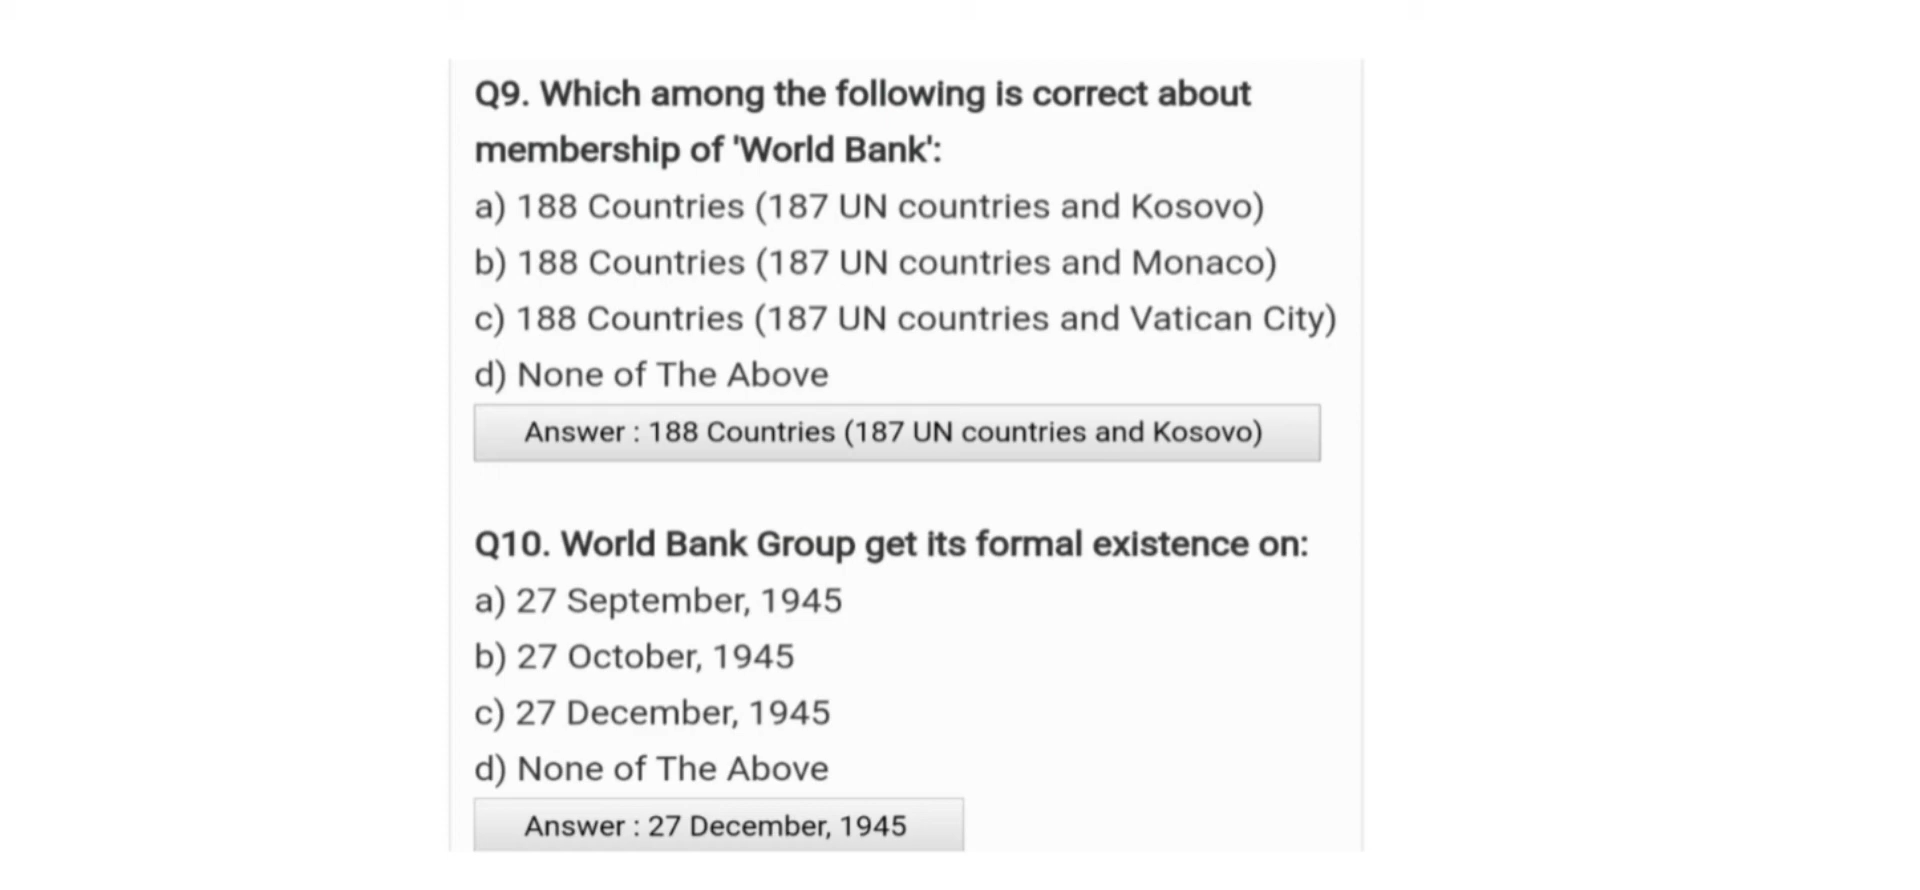 Q9. Which among the following is correct about
membership of 'World Bank':
a) 188 Countries (187 UN countries and Kosovo)
b) 188 Countries (187 UN countries and Monaco)
c) 188 Countries (187 UN countries and Vatican City)
d) None of The Above
Answer : 188 Countries (187 UN countries and Kosovo)
Q10. World Bank Group get its formal existence on:
a) 27 September, 1945
b) 27 October, 1945
c) 27 December, 1945
d) None of The Above
Answer : 27 December, 1945